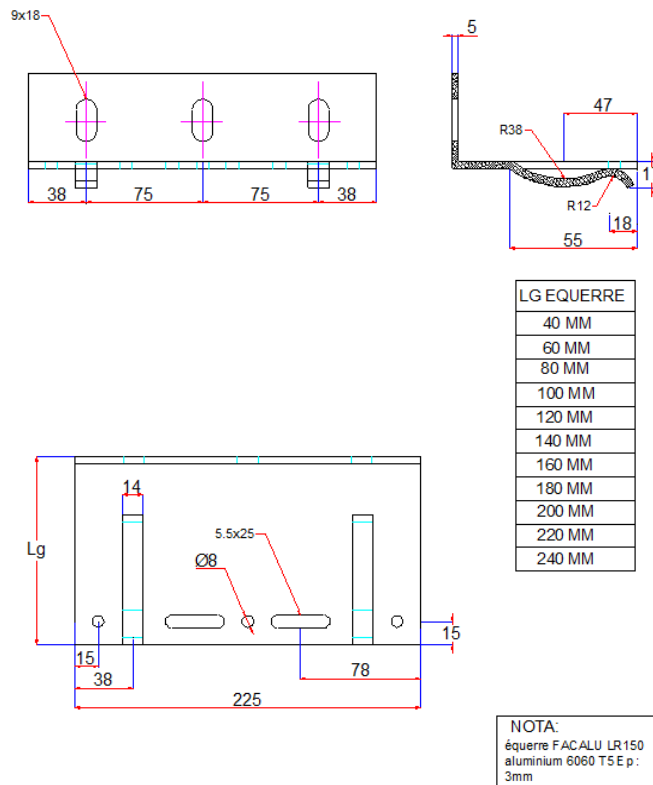 9x18
38
75
75
38
5
47
R38
1
R12
18
55
LG EQUERRE
40 MM
60 MM
80 MM
100 MM
120 MM
140 MM
160 MM
180 MM
200 MM
220 MM
240 MM
14
5.5x25
Lg
Ø8
15
15
38
78
225
NOTA:
équerre FACALU LR150
aluminium 6060 T5 Ep:
3mm